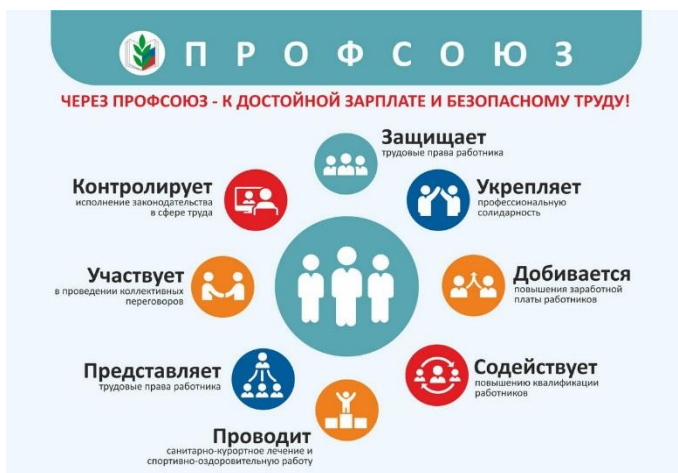 ПРОФСОЮЗ
ЧЕРЕЗ ПРОФСОЮЗ - К ДОСТОЙНОЙ ЗАРПЛАТЕ И БЕЗОПАСНОМУ ТРУДУ!
Защищает
трудовые права работника
Укрепляет
профессиональную
солидарность
Добивается
повышения заработной
платы работников
Содействует
повышению квалификации
работников
Проводит
санитарно-курортное лечение и
спортивно-оздоровительную работу
Представляет
трудовые права работника
Участвует
в проведении коллективных
переговоров
Контролирует
исполнение законодательства
в сфере труда